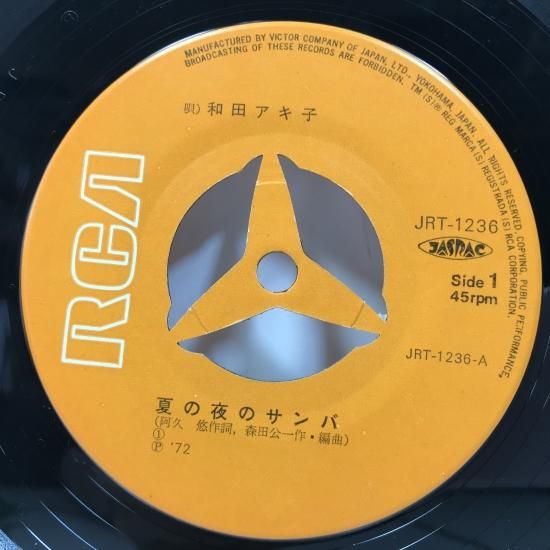 MANUFACTURED BY VICTOR COMPANY OF JAPAN, LTD., YOKOHAMA, JAPAN. ALL RIGHTS RESERVED. COPYING, PUBLIC PERFORMANCE,
BROADCASTING OF THESE RECORDS ARE FORBIDDEN. TM(S)® REG MARCA(S) REGISTRADA(S) RCA CORPORATION.
唄)和田アキ子
RCA
JRT-1236
JASRAC
Side 1
45rpm
JRT-1236-A
夏の夜のサンバ
(阿久 悠作詞, 森田公一作・編曲)
①
Ⓟ '72